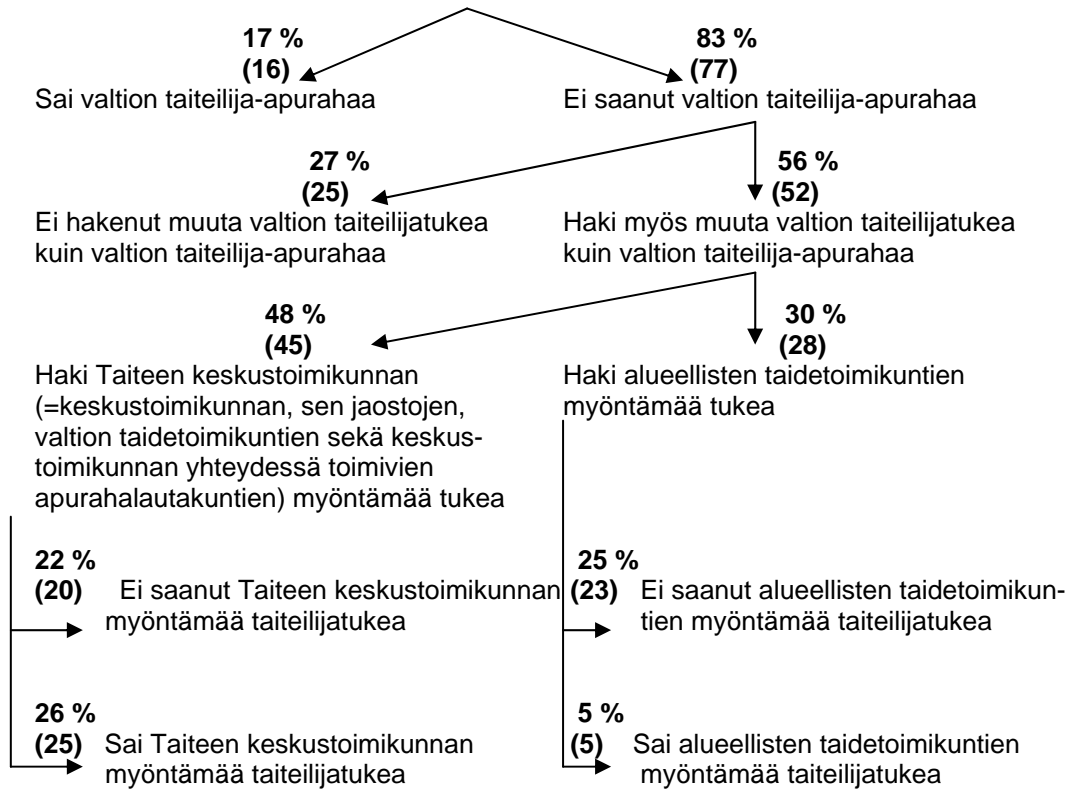 17 %
(16)
Sai valtion taiteilija-apurahaa
83 %
(77)
Ei saanut valtion taiteilija-apurahaa
27 %
(25)
Ei hakenut muuta valtion taiteilijatukea
kuin valtion taiteilija-apurahaa
56 %
(52)
Haki myös muuta valtion taiteilijatukea
kuin valtion taiteilija-apurahaa
48 %
(45)
Haki Taiteen keskustoimikunnan
(=keskustoimikunnan, sen jaostojen,
valtion taidetoimikuntien sekä keskus-
toimikunnan yhteydessä toimivien
apurahalautakuntien) myöntämää tukea
30 %
(28)
Haki alueellisten taidetoimikuntien
myöntämää tukea
22 %
(20) Ei saanut Taiteen keskustoimikunnan
myöntämää taiteilijatukea
25 %
(23) Ei saanut alueellisten taidetoimikun-
tien myöntämää taiteilijatukea
26 %
(25) Sai Taiteen keskustoimikunnan
myöntämää taiteilijatukea
5 %
(5) Sai alueellisten taidetoimikuntien
myöntämää taiteilijatukea